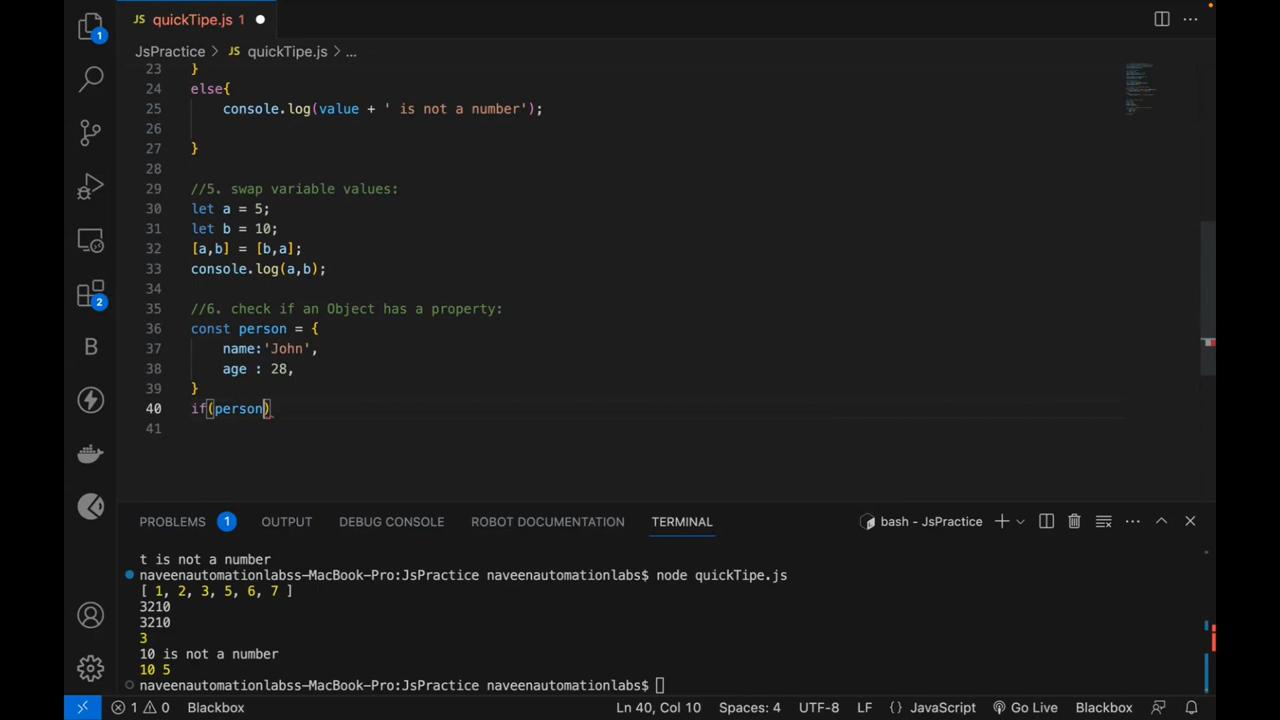 JS quickTipe.js 1
JsPractice > JS quickTipe.js > ...
1
2
B
23 }
24 else{
25 console.log(value + ' is not a number');
26
27 }
28
29 //5. swap variable values:
30 let a = 5;
31 let b = 10;
32 [a,b] = [b,a];
33 console.log(a,b);
34
35 //6. check if an Object has a property:
36 const person = {
37 name:'John',
38 age : 28,
39 }
40 if(person)
41
PROBLEMS 1 OUTPUT DEBUG CONSOLE ROBOT DOCUMENTATION TERMINAL bash - JsPractice
t is not a number
naveenautomationlabss-MacBook-Pro:JsPractice naveenautomationlabs$ node quickTipe.js
[ 1, 2, 3, 5, 6, 7 ]
3210
3210
3
10 is not a number
10 5
naveenautomationlabss-MacBook-Pro:JsPractice naveenautomationlabs$
1 0 Blackbox Ln 40, Col 10 Spaces: 4 UTF-8 LF {} JavaScript Go Live Blackbox